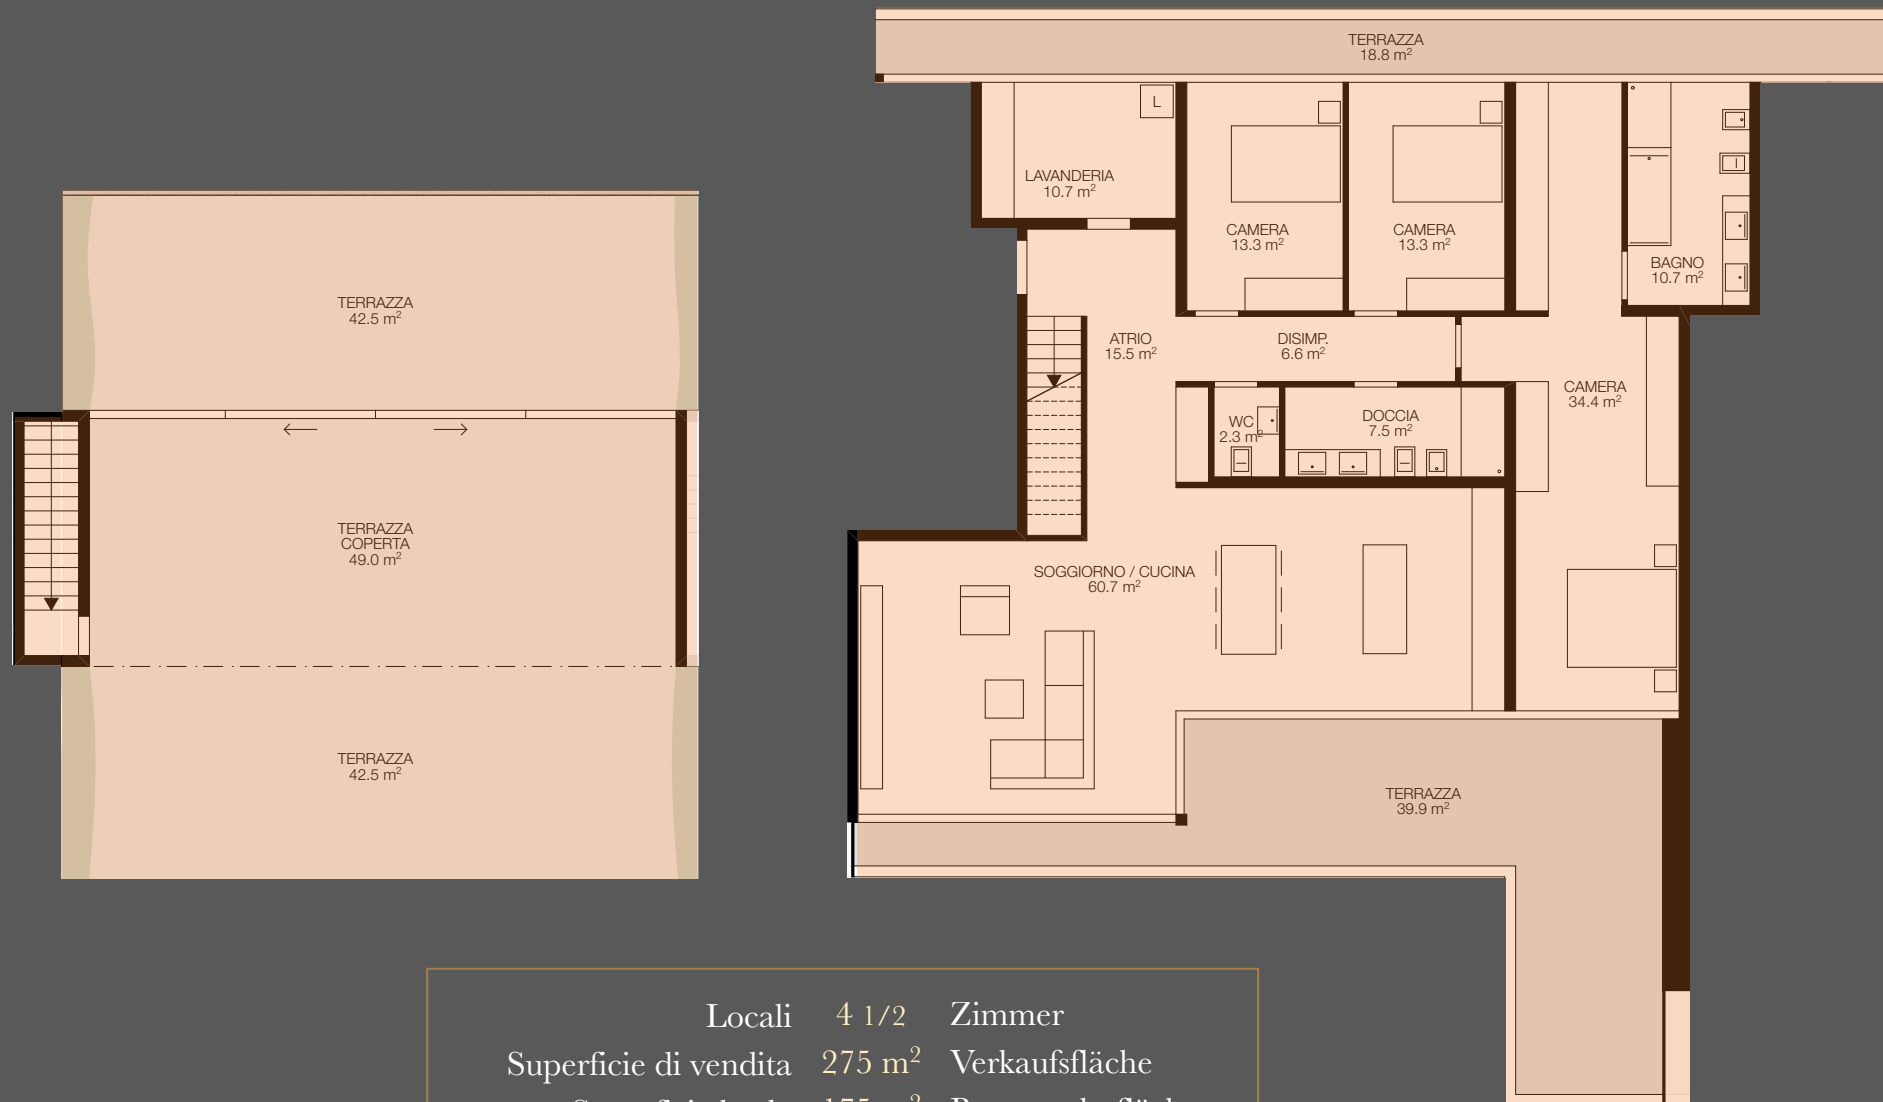 TERRAZZA
18.8 m²
L
LAVANDERIA
10.7 m²
CAMERA
13.3 m²
CAMERA
13.3 m²
BAGNO
10.7 m²
TERRAZZA
42.5 m²
ATRIO
15.5 m²
DISIMP.
6.6 m²
CAMERA
34.4 m²
WC
2.3 m²
DOCCIA
7.5 m²
TERRAZZA
COPERTA
49.0 m²
SOGGIORNO / CUCINA
60.7 m²
TERRAZZA
42.5 m²
TERRAZZA
39.9 m²
Locali 4 1/2 Zimmer
Superficie di vendita 275 m² Verkaufsfläche